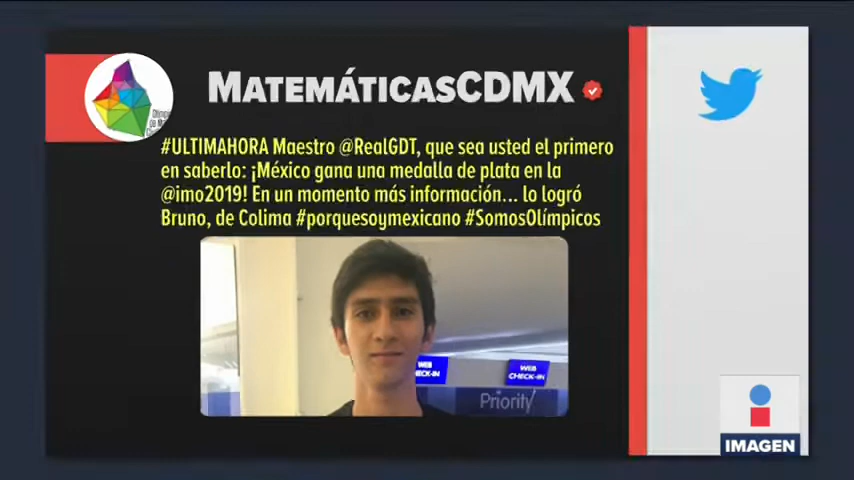 MATEMÁTICASCDMX
#ULTIMAHORA Maestro @RealGDT, que sea usted el primero
en saberlo: ¡México gana una medalla de plata en la
@imo2019! En un momento más información... lo logró
Bruno, de Colima #porquesoymexicano #SomosOlímpicos
WEB
CHECK-IN
WEB
CHECK-IN
Priority
IMAGEN